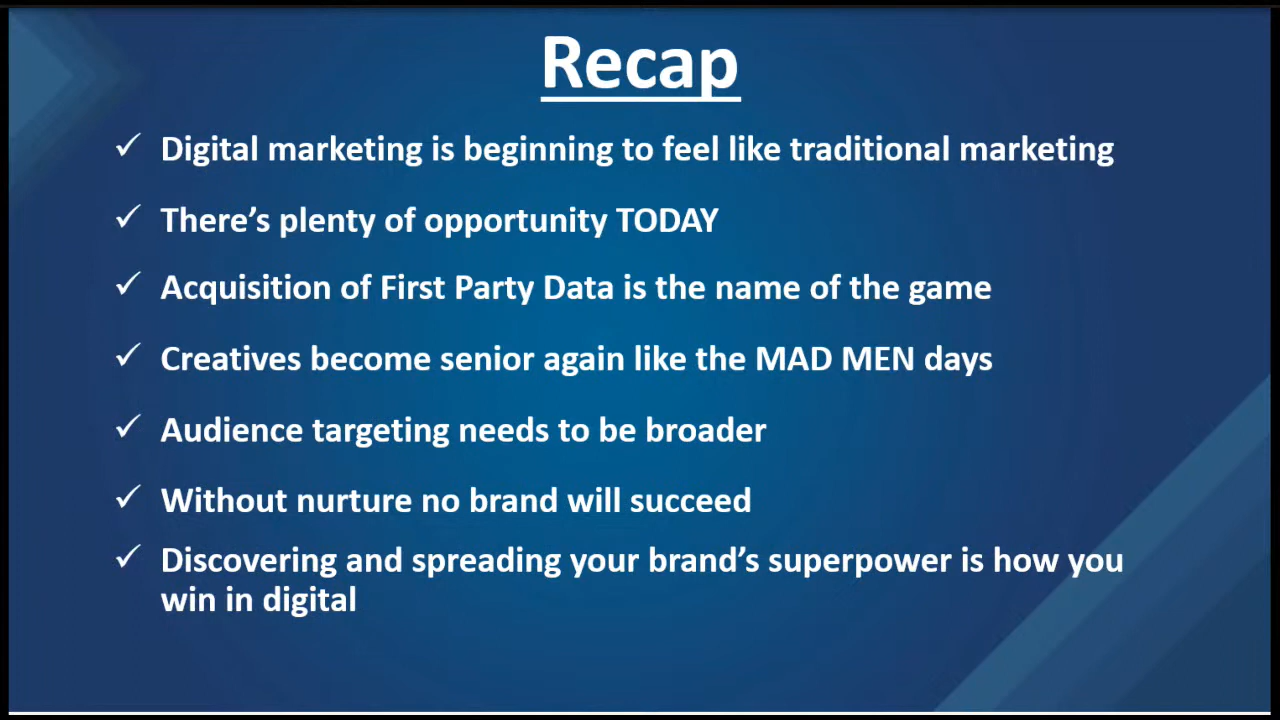 Recap
✓ Digital marketing is beginning to feel like traditional marketing
✓ There’s plenty of opportunity TODAY
✓ Acquisition of First Party Data is the name of the game
✓ Creatives become senior again like the MAD MEN days
✓ Audience targeting needs to be broader
✓ Without nurture no brand will succeed
✓ Discovering and spreading your brand’s superpower is how you
win in digital